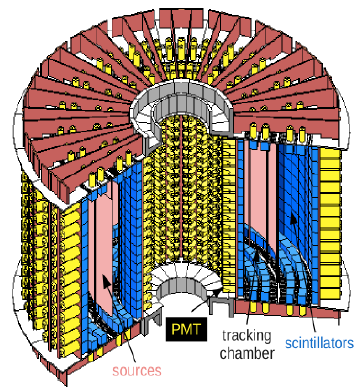 PMT
tracking
chamber
scintillators
sources